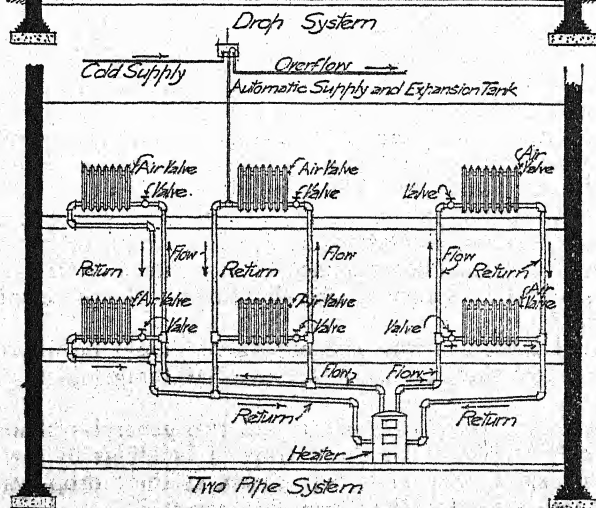 Drop System
Cold Supply
Overflow
Automatic Supply and Expansion Tank
Air Valve
Valve
Air Valve
Valve
Air
Valve
Valve
Return
Flow
Return
Flow
Flow
Return
Air Valve
Valve
Air Valve
Valve
Air
Valve
Valve
Flow
Flow
Return
Return
Heater
Two Pipe System